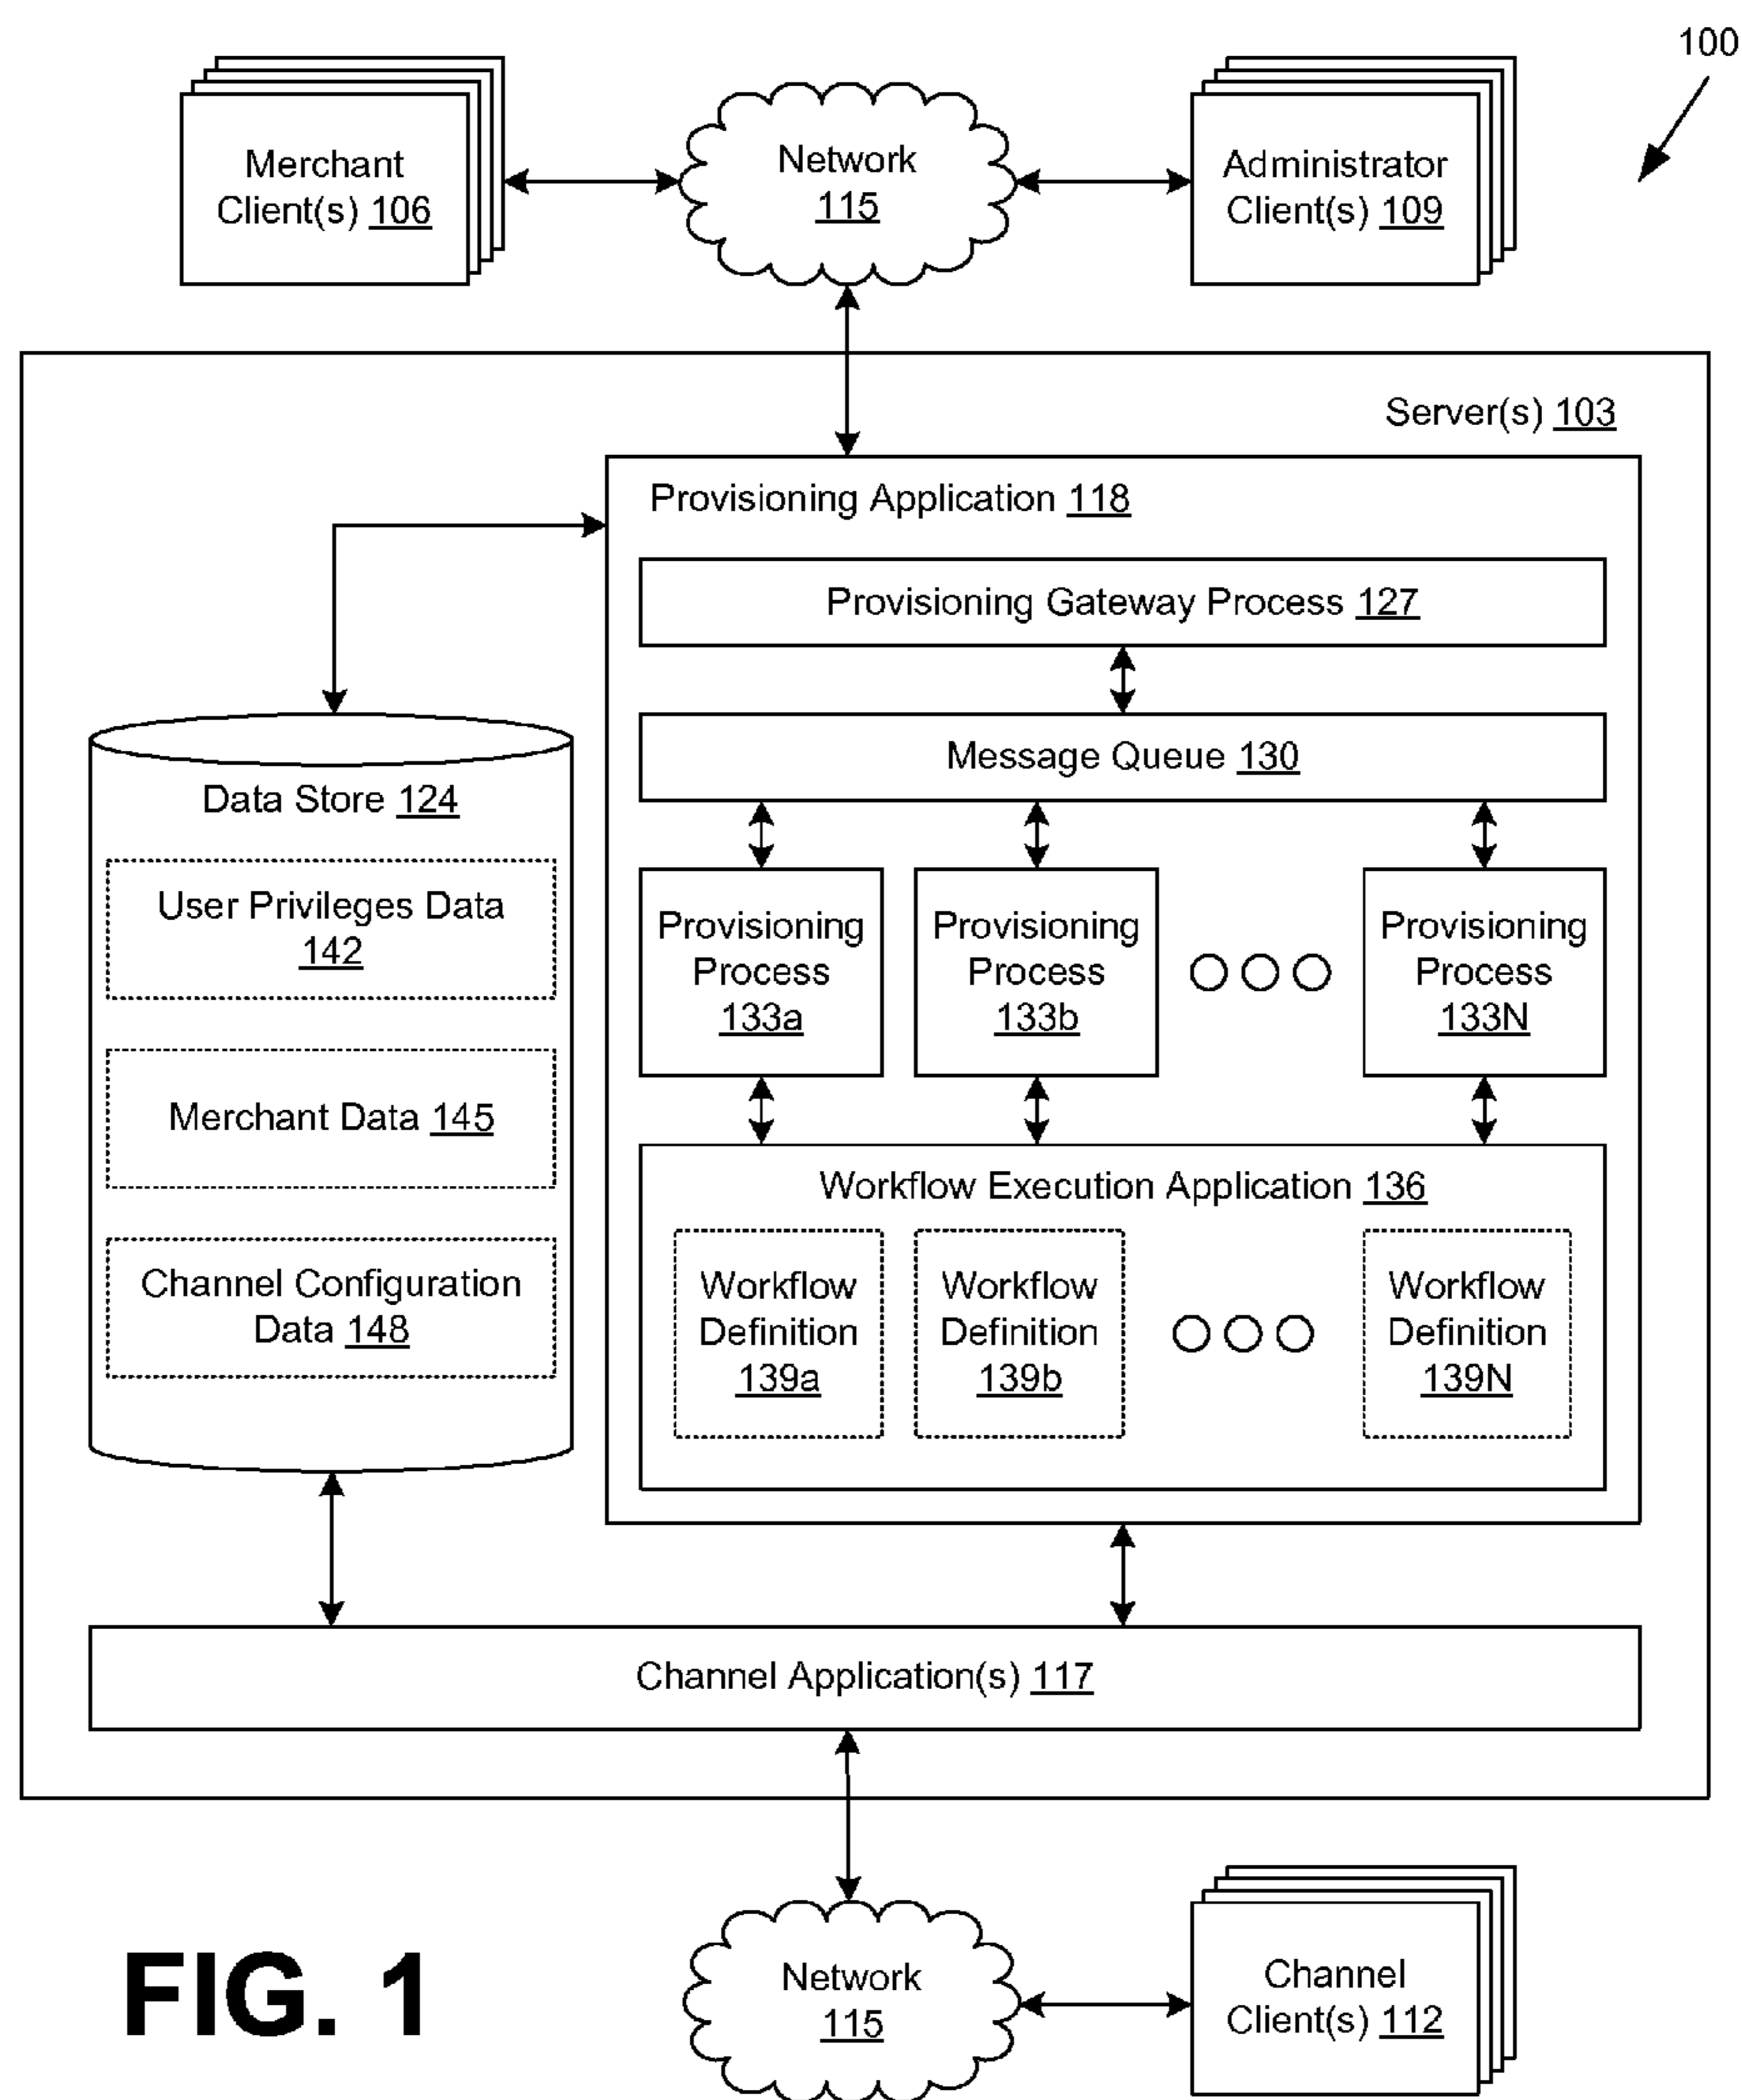 100
Merchant
Client(s) 106
Network
115
Administrator
Client(s) 109
Server(s) 103
Provisioning Application 118
Provisioning Gateway Process 127
Message Queue 130
Data Store 124
User Privileges Data
142
Merchant Data 145
Channel Configuration
Data 148
Provisioning
Process
133a
Provisioning
Process
133b
Provisioning
Process
133N
Workflow Execution Application 136
Workflow
Definition
139a
Workflow
Definition
139b
Workflow
Definition
139N
Channel Application(s) 117
Network
115
Channel
Client(s) 112
FIG. 1